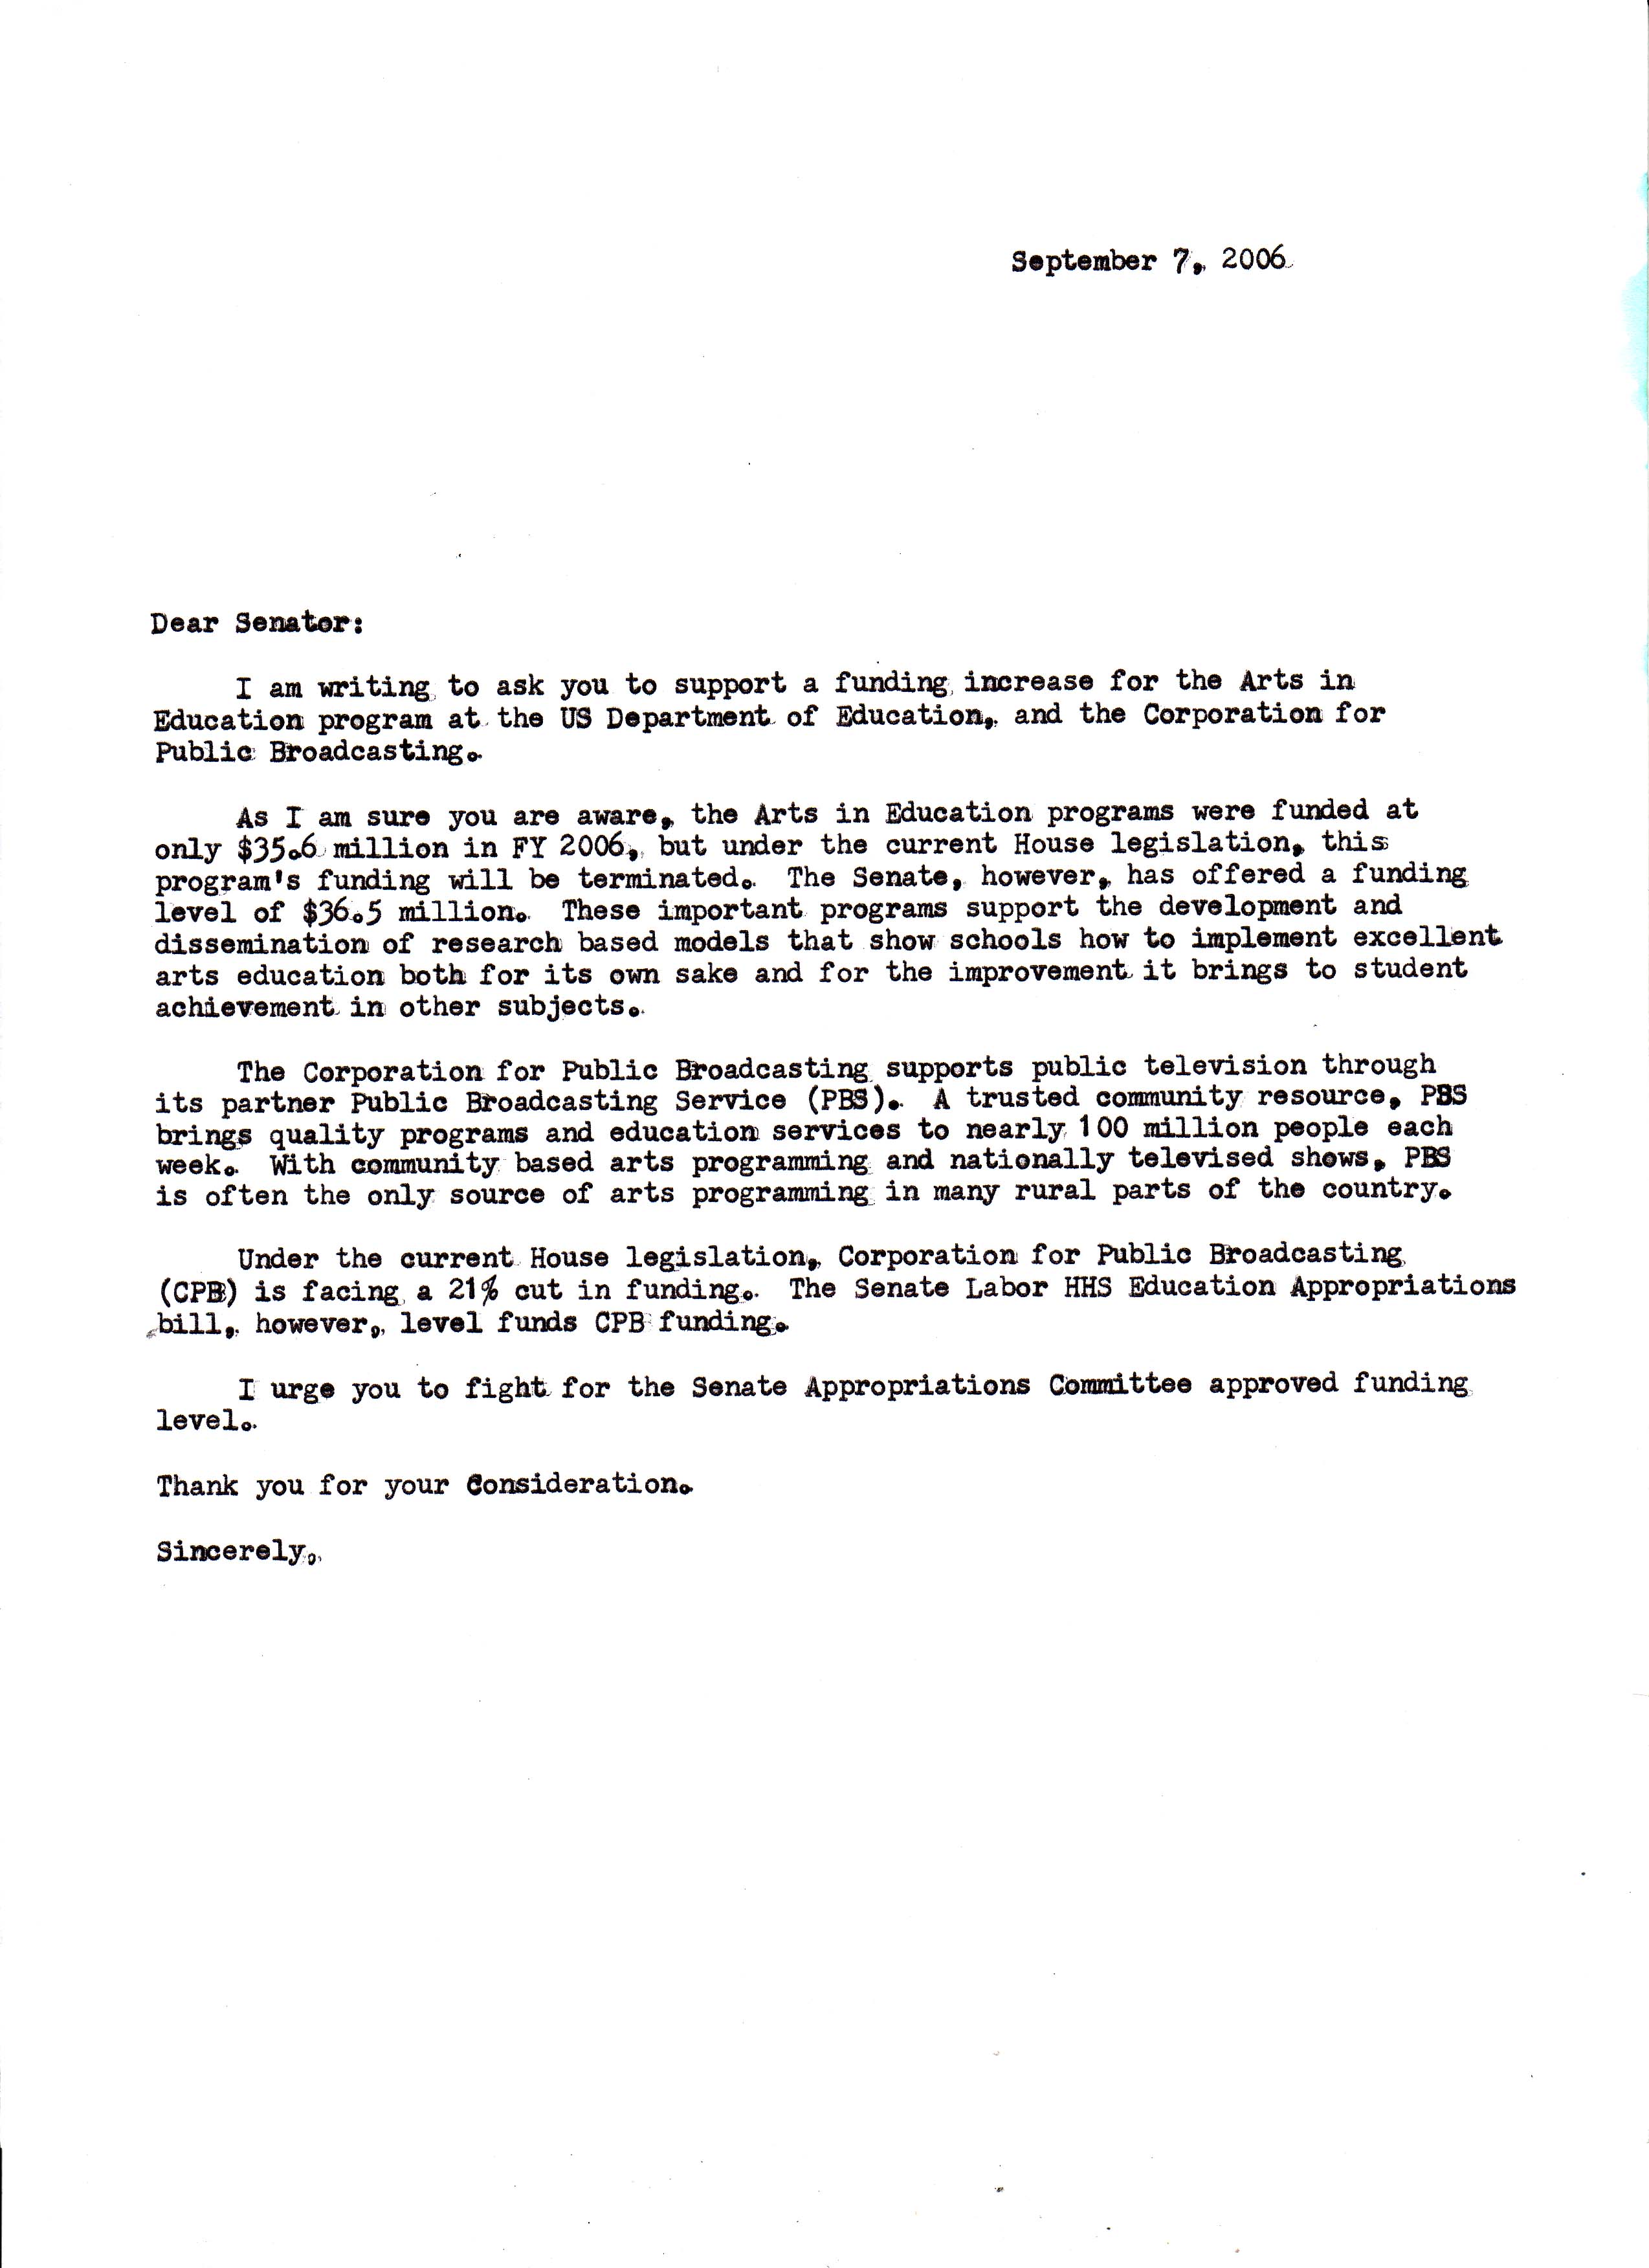 September 7, 2006
Dear Senator:
I am writing to ask you to support a funding increase for the Arts in
Education program at the US Department of Education, and the Corporation for
Public Broadcasting.
As I am sure you are aware, the Arts in Education programs were funded at
only $35.6 million in FY 2006, but under the current House legislation, this
program's funding will be terminated. The Senate, however, has offered a funding
level of $36.5 million. These important programs support the development and
dissemination of research based models that show schools how to implement excellent
arts education both for its own sake and for the improvement it brings to student
achievement in other subjects.
The Corporation for Public Broadcasting supports public television through
its partner Public Broadcasting Service (PBS). A trusted community resource, PBS
brings quality programs and education services to nearly 100 million people each
week. With community based arts programming and nationally televised shows, PBS
is often the only source of arts programming in many rural parts of the country.
Under the current House legislation, Corporation for Public Broadcasting
(CPB) is facing a 21% cut in funding. The Senate Labor HHS Education Appropriations
bill, however, level funds CPB funding.
I urge you to fight for the Senate Appropriations Committee approved funding
level.
Thank you for your Consideration.
Sincerely,